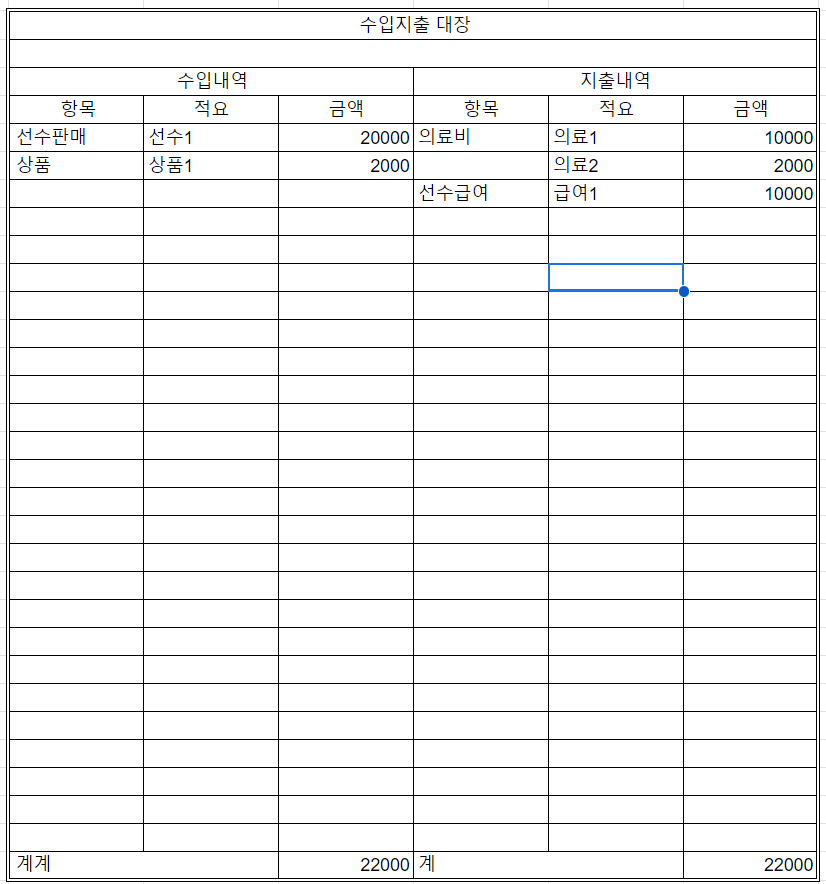 수입지출 대장
수입내역 지출내역
항목 적요 금액 항목 적요 금액
선수판매 선수1 20000 의료비 의료1 10000
상품 상품1 2000 의료2 2000
선수급여 급여1 10000
계계 22000 계 22000